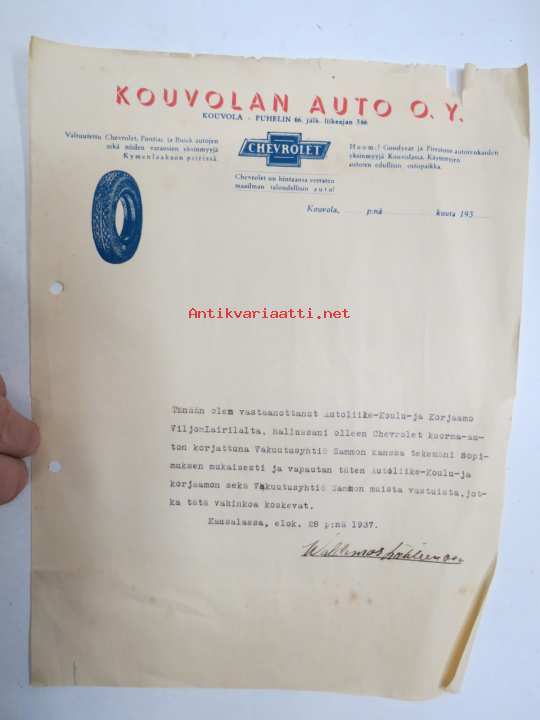 KOUVOLAN AUTO O.Y.
KOUVOLA - PUHELIN 66, jälk. liikeajan 566
Valtuutettu Chevrolet, Pontiac ja Buick autojen
sekä niiden varaosien yksinmyyjä
Kymenlaakson piirissä.
CHEVROLET
Chevrolet on hintaansa verraten
maailman taloudellisin auto!
Huom.! Goodyear ja Firestone autorenkaiden
yksinmyyjä Kouvolassa. Käytettyjen
autojen edullisin ostopaikka.
Kouvola, p:nä kuuta 193
Antikvariaatti.net
Tänään olen vastaanottanut Autoliike-Koulu-ja Korjaamo
Viljo Lairilalta, Hallussani olleen Chevrolet kuorma-au-
ton korjattuna Vakuutusyhtiö Sammon kanssa tekemäni Sopi-
muksen mukaisesti ja vapautan täten Autoliike-Koulu-ja
korjaamon sekä Vakuutusyhtiö Sammon muista vastuista, jot-
ka tätä vahinkoa koskevat.
Kausalassa, elok. 28 p:nä 1937.